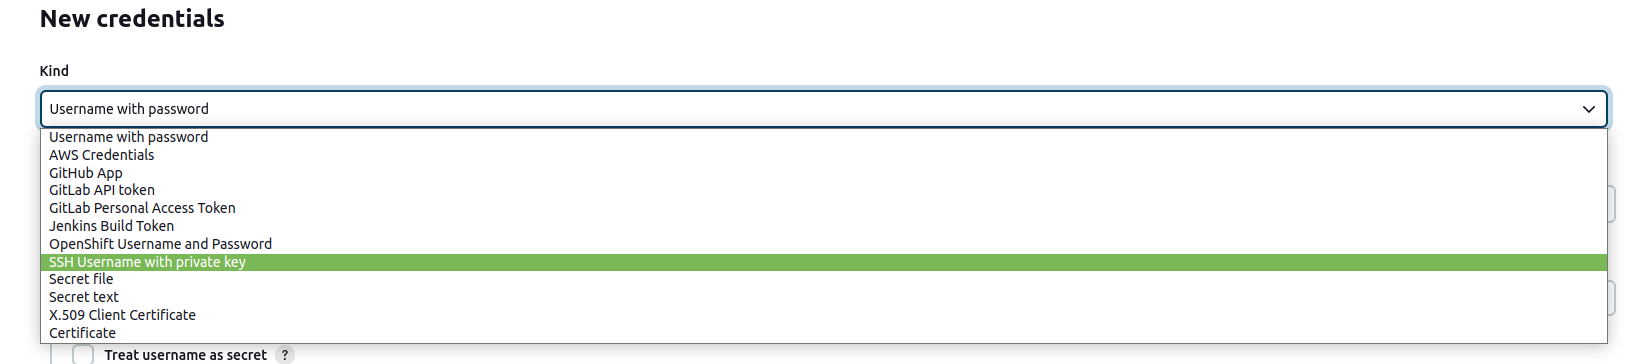 New credentials
Kind
Username with password
Username with password
AWS Credentials
GitHub App
GitLab API token
GitLab Personal Access Token
Jenkins Build Token
OpenShift Username and Password
SSH Username with private key
Secret file
Secret text
X.509 Client Certificate
Certificate
Treat username as secret ?